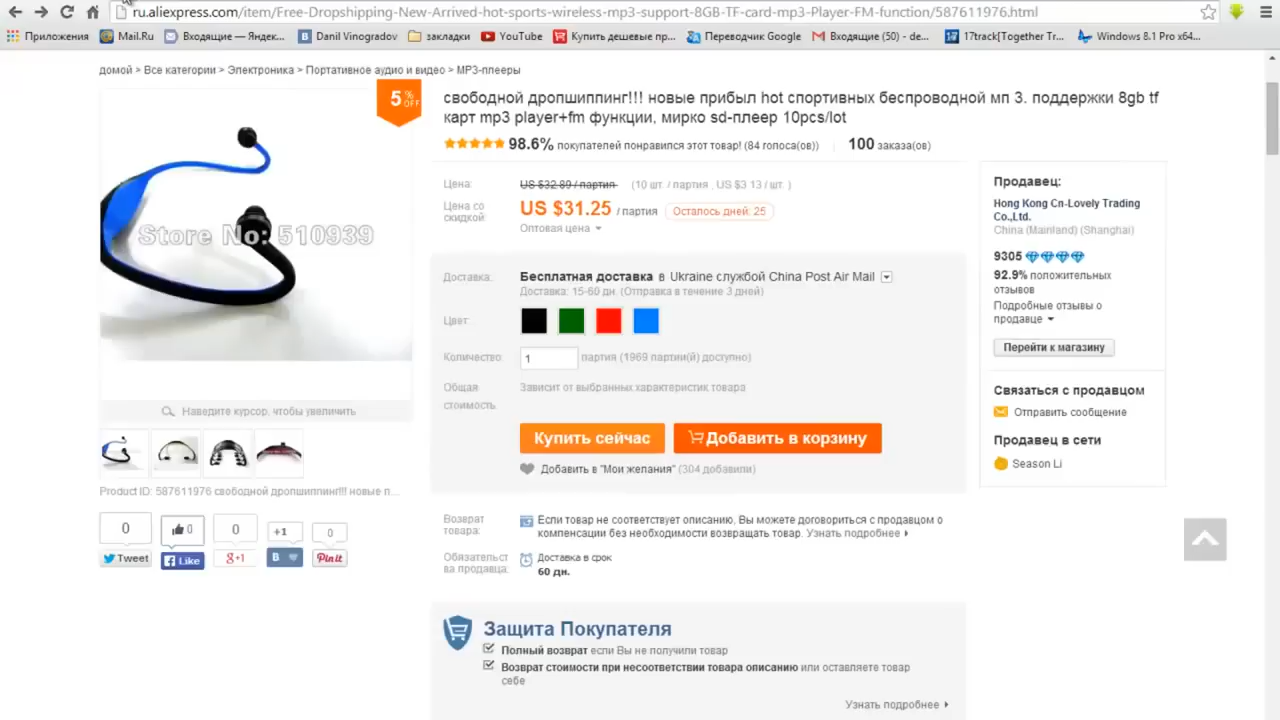 ru.aliexpress.com/item/Free-Dropshipping-New-Arrived-hot-sports-wireless-mp3-support-8GB-TF-card-mp3-Player-FM-function/587611976.html
Приложения Mail.Ru Входящие — Яндек... Danil Vinogradov закладки YouTube Купить дешевые пр... Переводчик Google Входящие (50) - de... 17track[Together Tr... Windows 8.1 Pro x64...
домой > Все категории > Электроника > Портативное аудио и видео > MP3-плееры
5 % OFF
свободной дропшиппинг!!! новые прибыл hot спортивных беспроводной мп 3. поддержки 8gb tf
карт mp3 player+fm функции, мирко sd-плеер 10pcs/lot
98.6% покупателей понравился этот товар! (84 голоса(ов)) 100 заказа(ов)
Цена: US $32.89 / партия (10 шт. / партия , US $3.13 / шт. )
Цена со скидкой: US $31.25 / партия Осталось дней: 25
Оптовая цена
Store No: 510939
Доставка: Бесплатная доставка в Ukraine службой China Post Air Mail
Доставка: 15-60 дн. (Отправка в течение 3 дней)
Цвет:
Количество: 1 партия (1969 партии(й) доступно)
Общая стоимость: Зависит от выбранных характеристик товара
Купить сейчас Добавить в корзину
Добавить в "Мои желания" (304 добавили)
Наведите курсор, чтобы увеличить
Product ID: 587611976 свободной дропшиппинг!!! новые п...
0 0 0 +1 0
Tweet Like g+1 B Pin it
Возврат товара: Если товар не соответствует описанию, Вы можете договориться с продавцом о
компенсации без необходимости возвращать товар. Узнать подробнее
Обязательст ва продавца: Доставка в срок
60 дн.
Защита Покупателя
Полный возврат если Вы не получили товар
Возврат стоимости при несоответствии товара описанию или оставляете товар
себе
Узнать подробнее
Продавец:
Hong Kong Cn-Lovely Trading
Co.,Ltd.
China (Mainland) (Shanghai)
9305
92.9% положительных
отзывов
Подробные отзывы о
продавце
Перейти к магазину
Связаться с продавцом
Отправить сообщение
Продавец в сети
Season Li